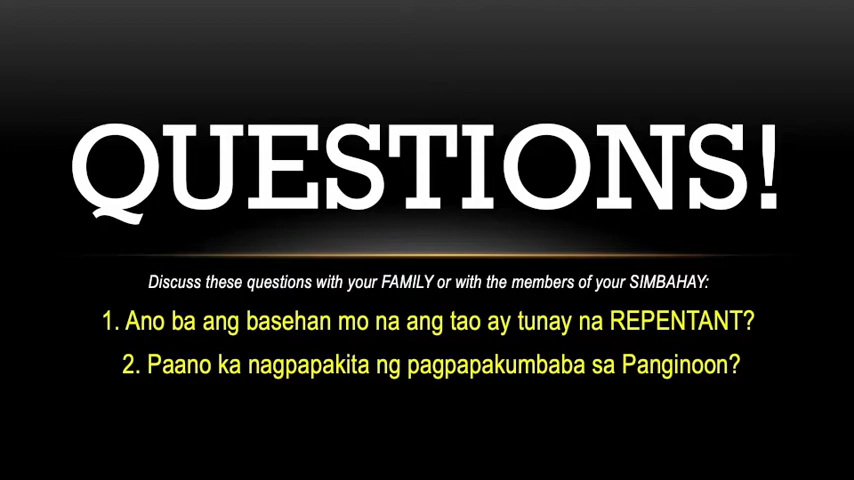 QUESTIONS!
Discuss these questions with your FAMILY or with the members of your SIMBAHAY:
1. Ano ba ang basehan mo na ang tao ay tunay na REPENTANT?
2. Paano ka nagpapakita ng pagpapakumbaba sa Panginoon?